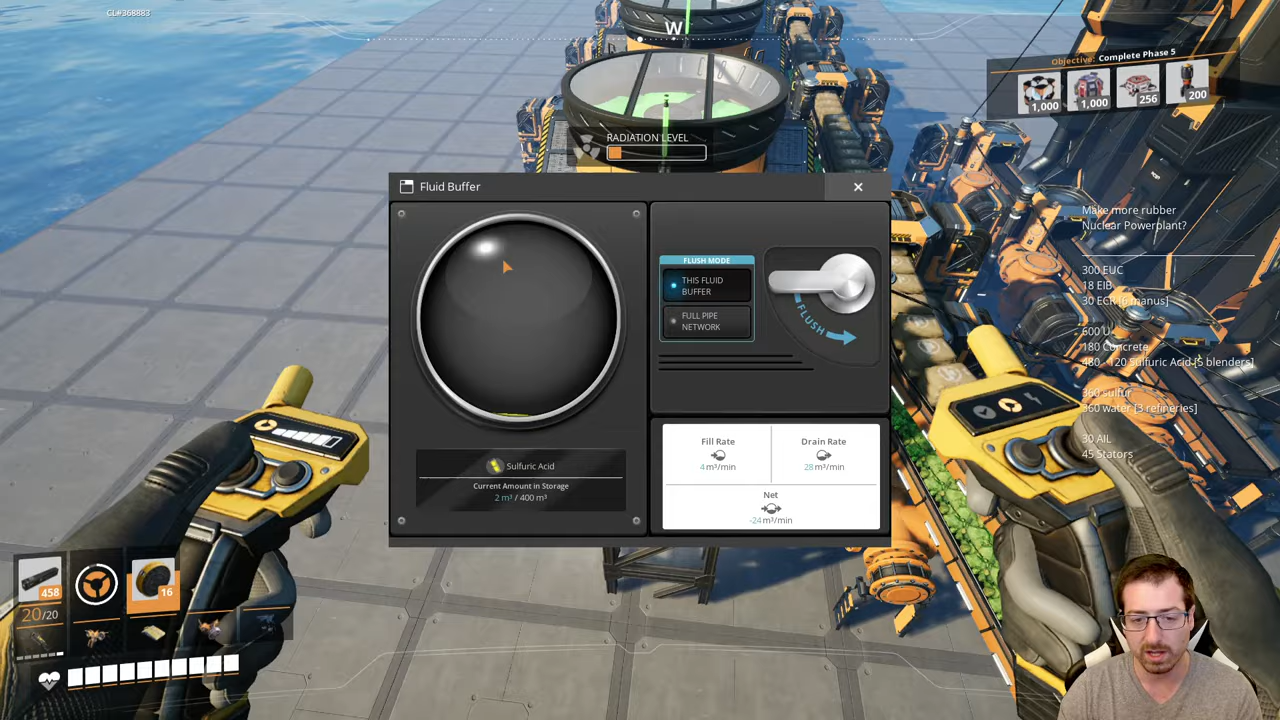 CL#368883
W
Objective: Complete Phase 5
1,000
1,000
256
200
RADIATION LEVEL
Fluid Buffer
FLUSH MODE
THIS FLUID
BUFFER
FULL PIPE
NETWORK
FLUSH
Sulfuric Acid
Current Amount in Storage
2 m³ / 400 m³
Fill Rate
4 m³/min
Drain Rate
28 m³/min
Net
-24 m³/min
Make more rubber
Nuclear Powerplant?
300 EUC
18 EIB
30 ECR [6 manus]
600 U
180 Concrete
480 - 120 Sulfuric Acid [5 blenders]
360 sulfur
360 water [3 refineries]
30 AIL
45 Stators
458
20/20
16